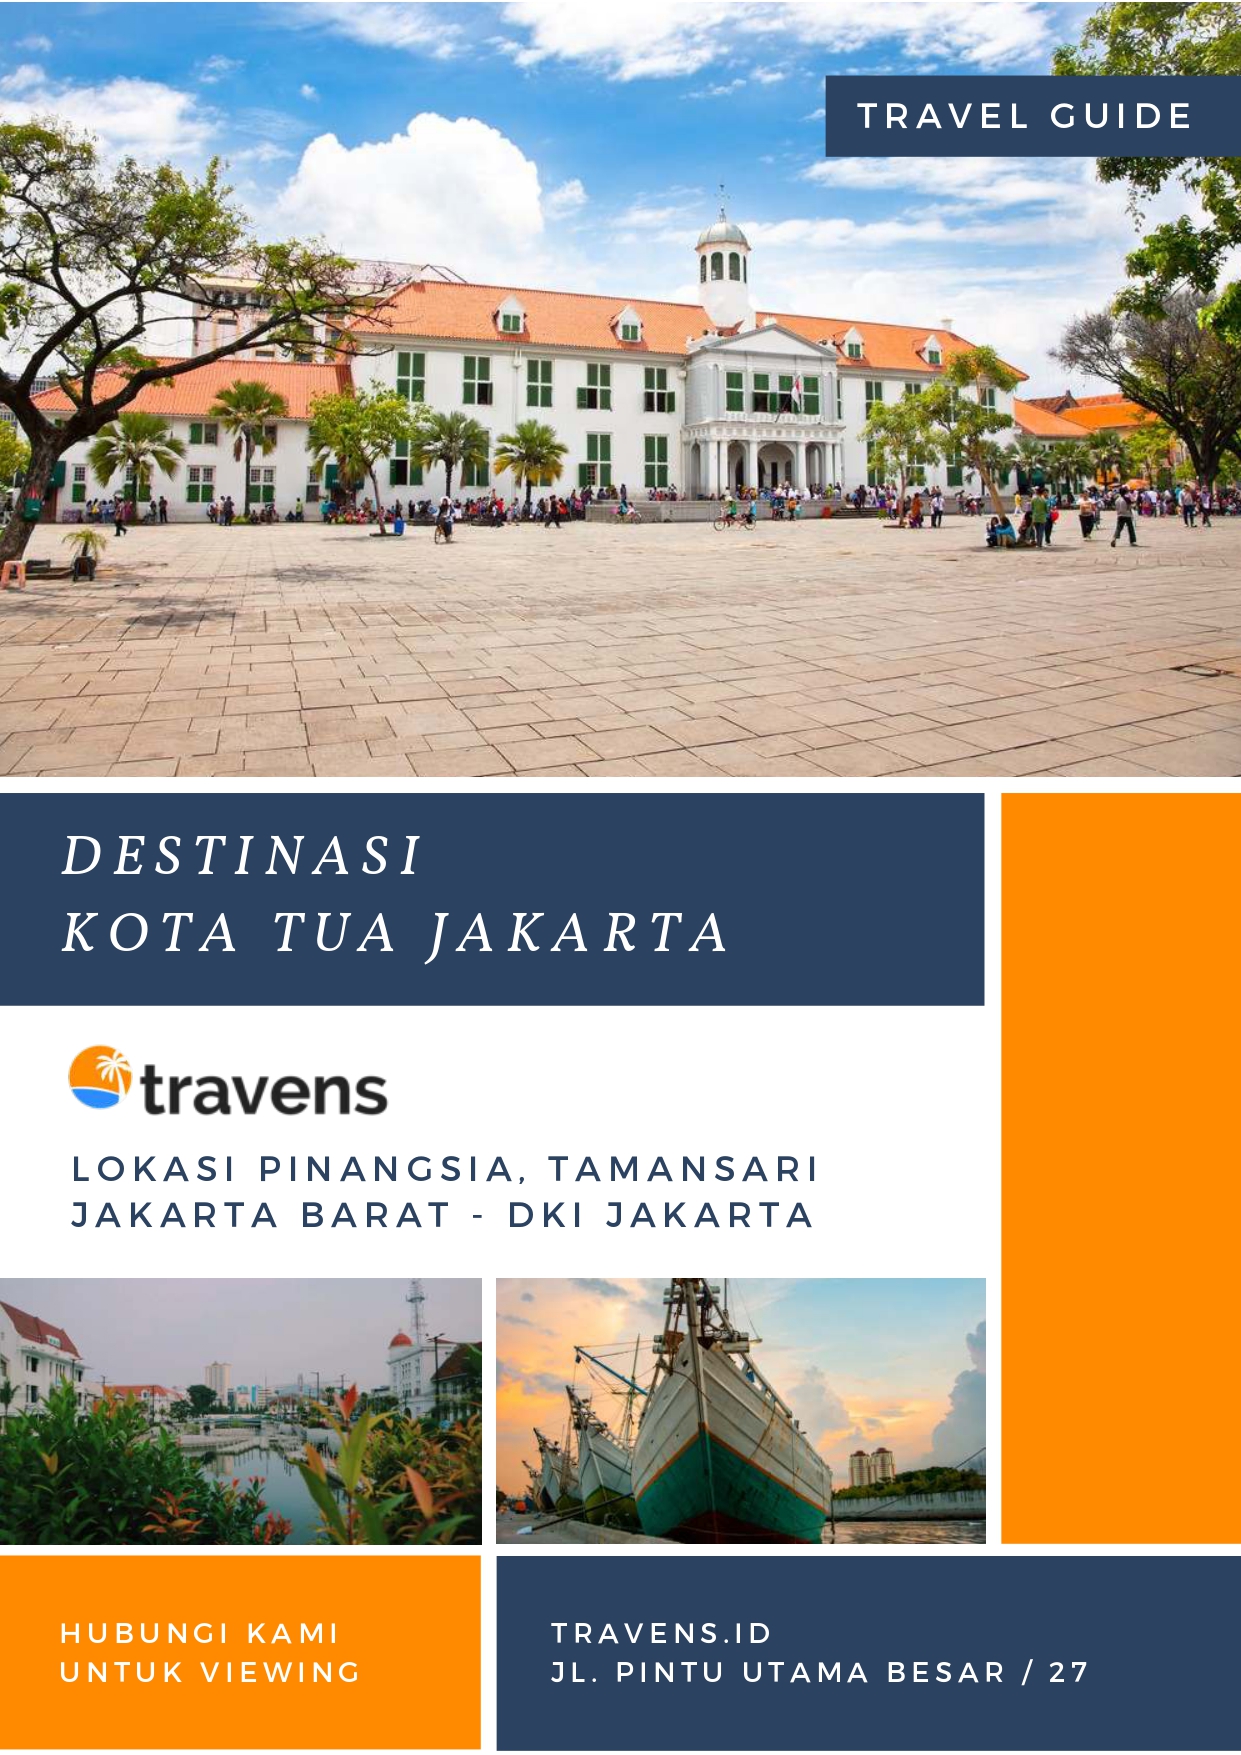 TRAVEL GUIDE
DESTINASI
KOTA TUA JAKARTA
travens
LOKASI PINANGSIA, TAMANSARI
JAKARTA BARAT - DKI JAKARTA
HUBUNGI KAMI
UNTUK VIEWING
TRAVENS.ID
JL. PINTU UTAMA BESAR / 27